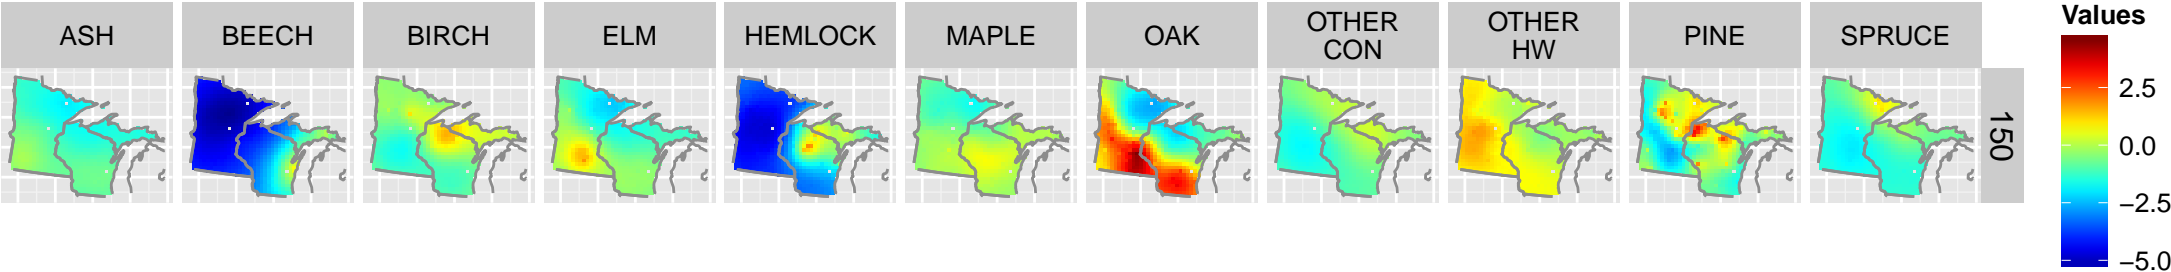 ASH
BEECH
BIRCH
ELM
HEMLOCK
MAPLE
OAK
OTHER
CON
OTHER
HW
PINE
SPRUCE
150
Values
2.5
0.0
−2.5
−5.0